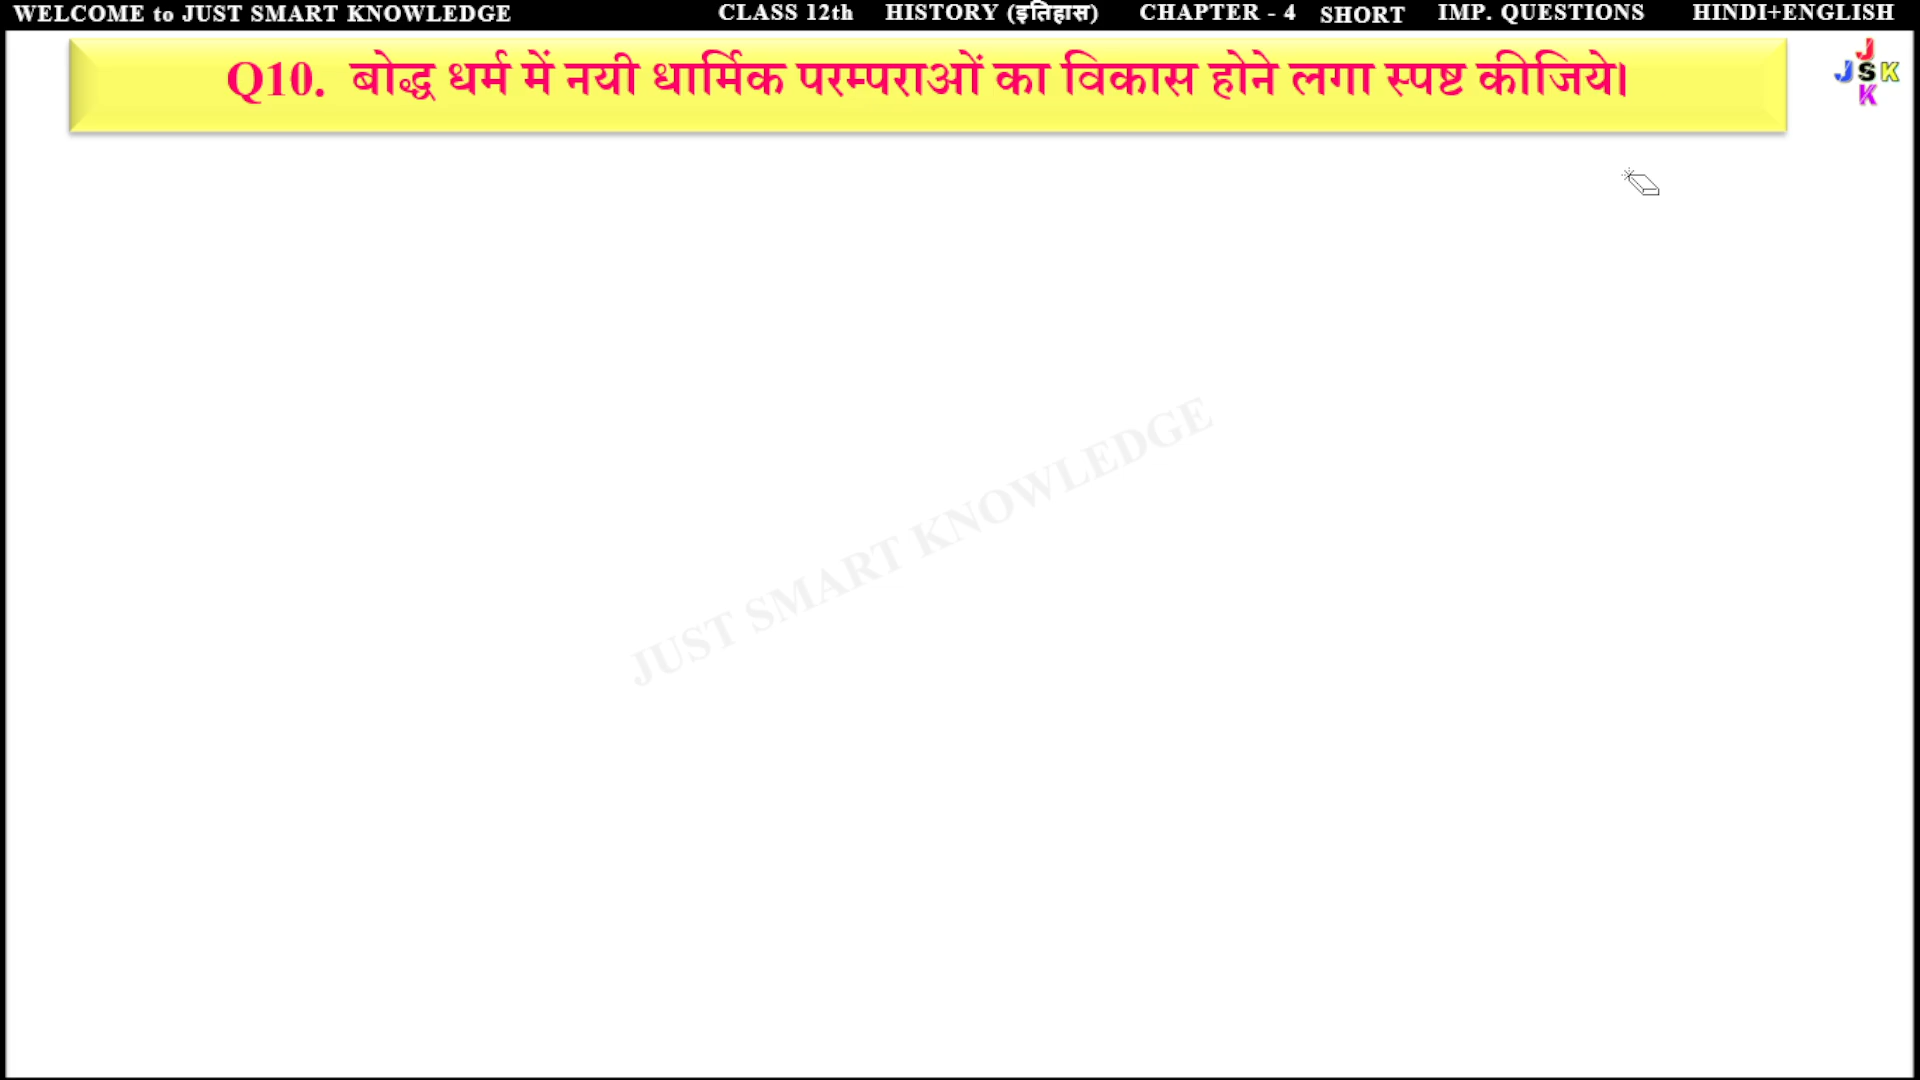 WELCOME to JUST SMART KNOWLEDGE CLASS 12th HISTORY (इतिहास) CHAPTER - 4 SHORT IMP. QUESTIONS HINDI+ENGLISH
Q10. बोद्ध धर्म में नयी धार्मिक परम्पराओं का विकास होने लगा स्पष्ट कीजिये।
J
JSK
K
JUST SMART KNOWLEDGE